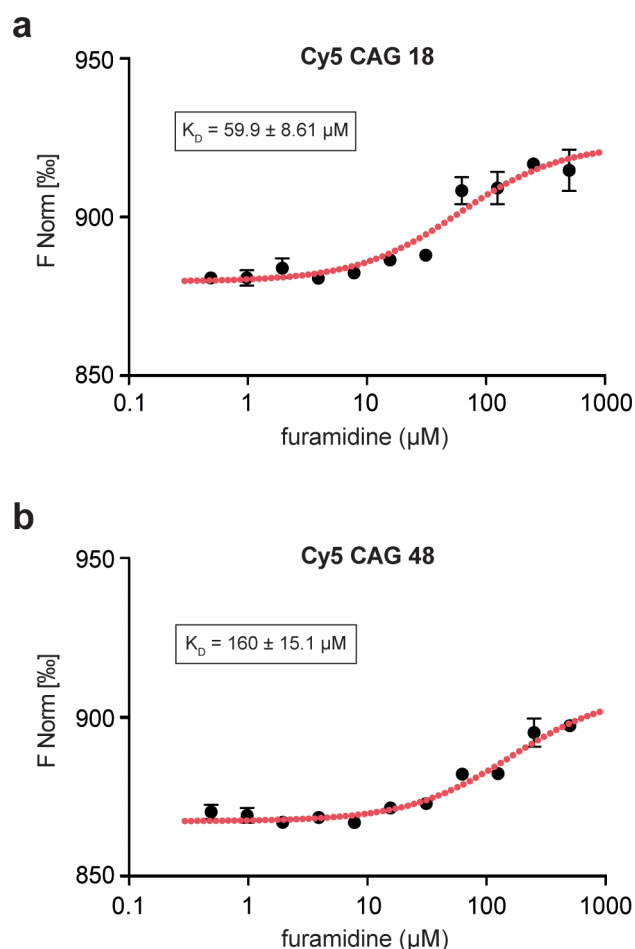 a
Cy5 CAG 18
950
K_D = 59.9 ± 8.61 µM
F Norm [‰]
900
850
0.1 1 10 100 1000
furamidine (µM)
b
Cy5 CAG 48
950
K_D = 160 ± 15.1 µM
F Norm [‰]
900
850
0.1 1 10 100 1000
furamidine (µM)